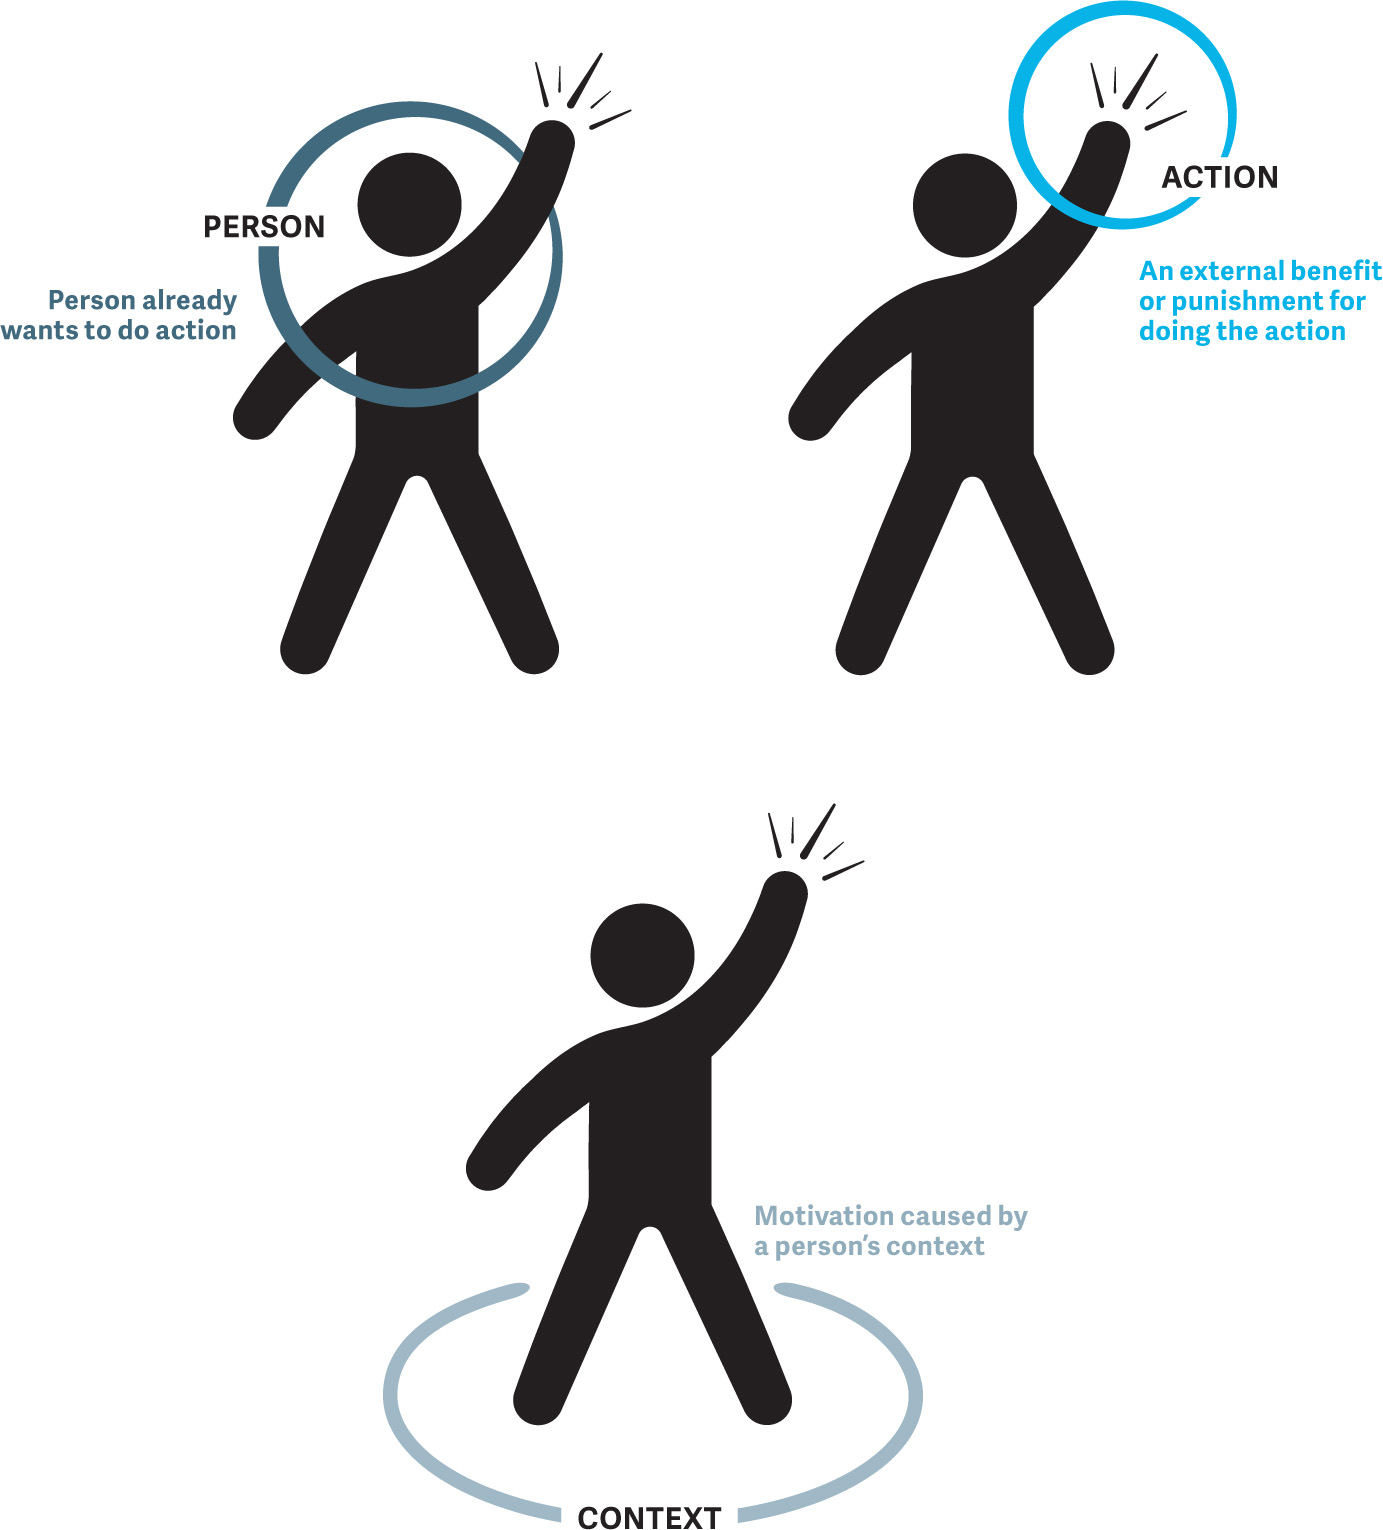 PERSON
Person already
wants to do action
ACTION
An external benefit
or punishment for
doing the action
Motivation caused by
a person’s context
CONTEXT